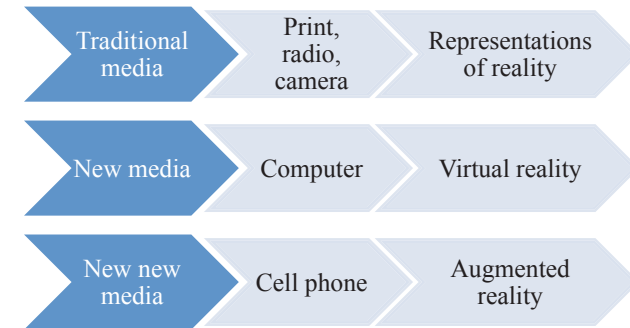 Traditional
media
Print,
radio,
camera
Representations
of reality
New media
Computer
Virtual reality
New new
media
Cell phone
Augmented
reality